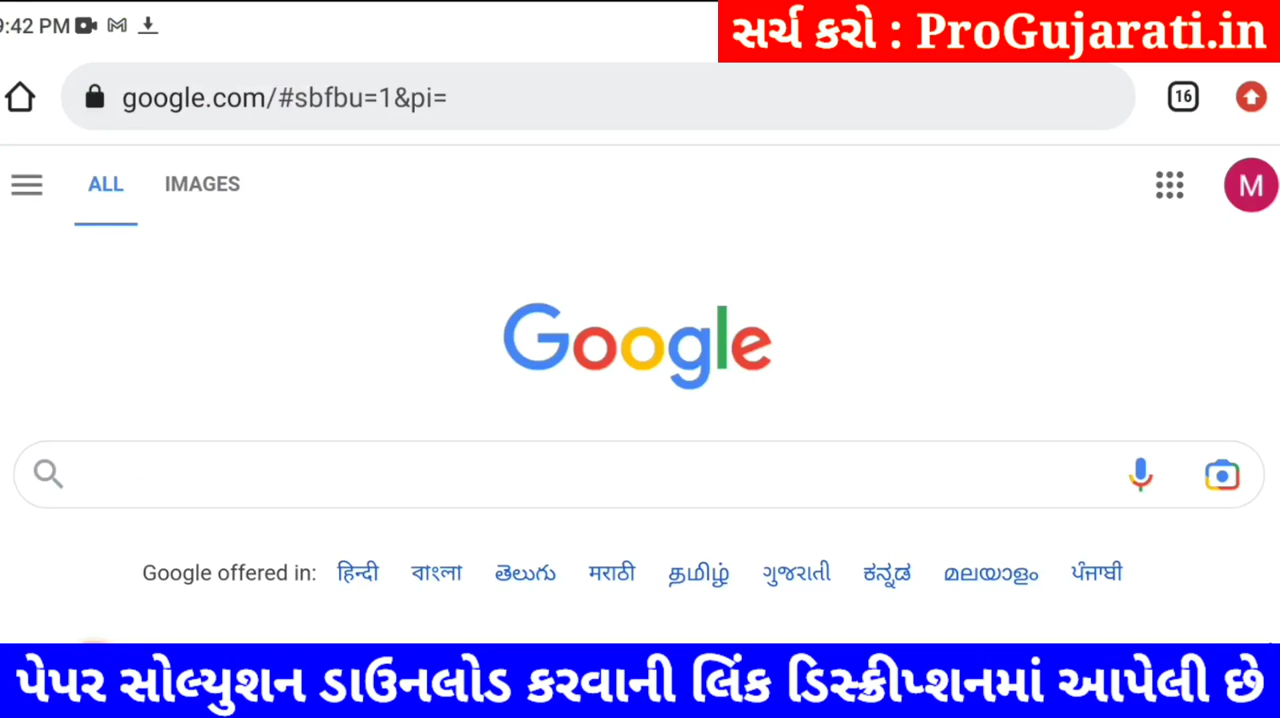 9:42 PM
સર્ચ કરો : ProGujarati.in
google.com/#sbfbu=1&pi=
16
ALL IMAGES
M
Google
Google offered in: हिन्दी বাংলা తెలుగు मराठी தமிழ் ગુજરાતી ಕನ್ನಡ മലയാളം ਪੰਜਾਬੀ
પેપર સોલ્યુશન ડાઉનલોડ કરવાની લિંક ડિસ્ક્રીપ્શનમાં આપેલી છે